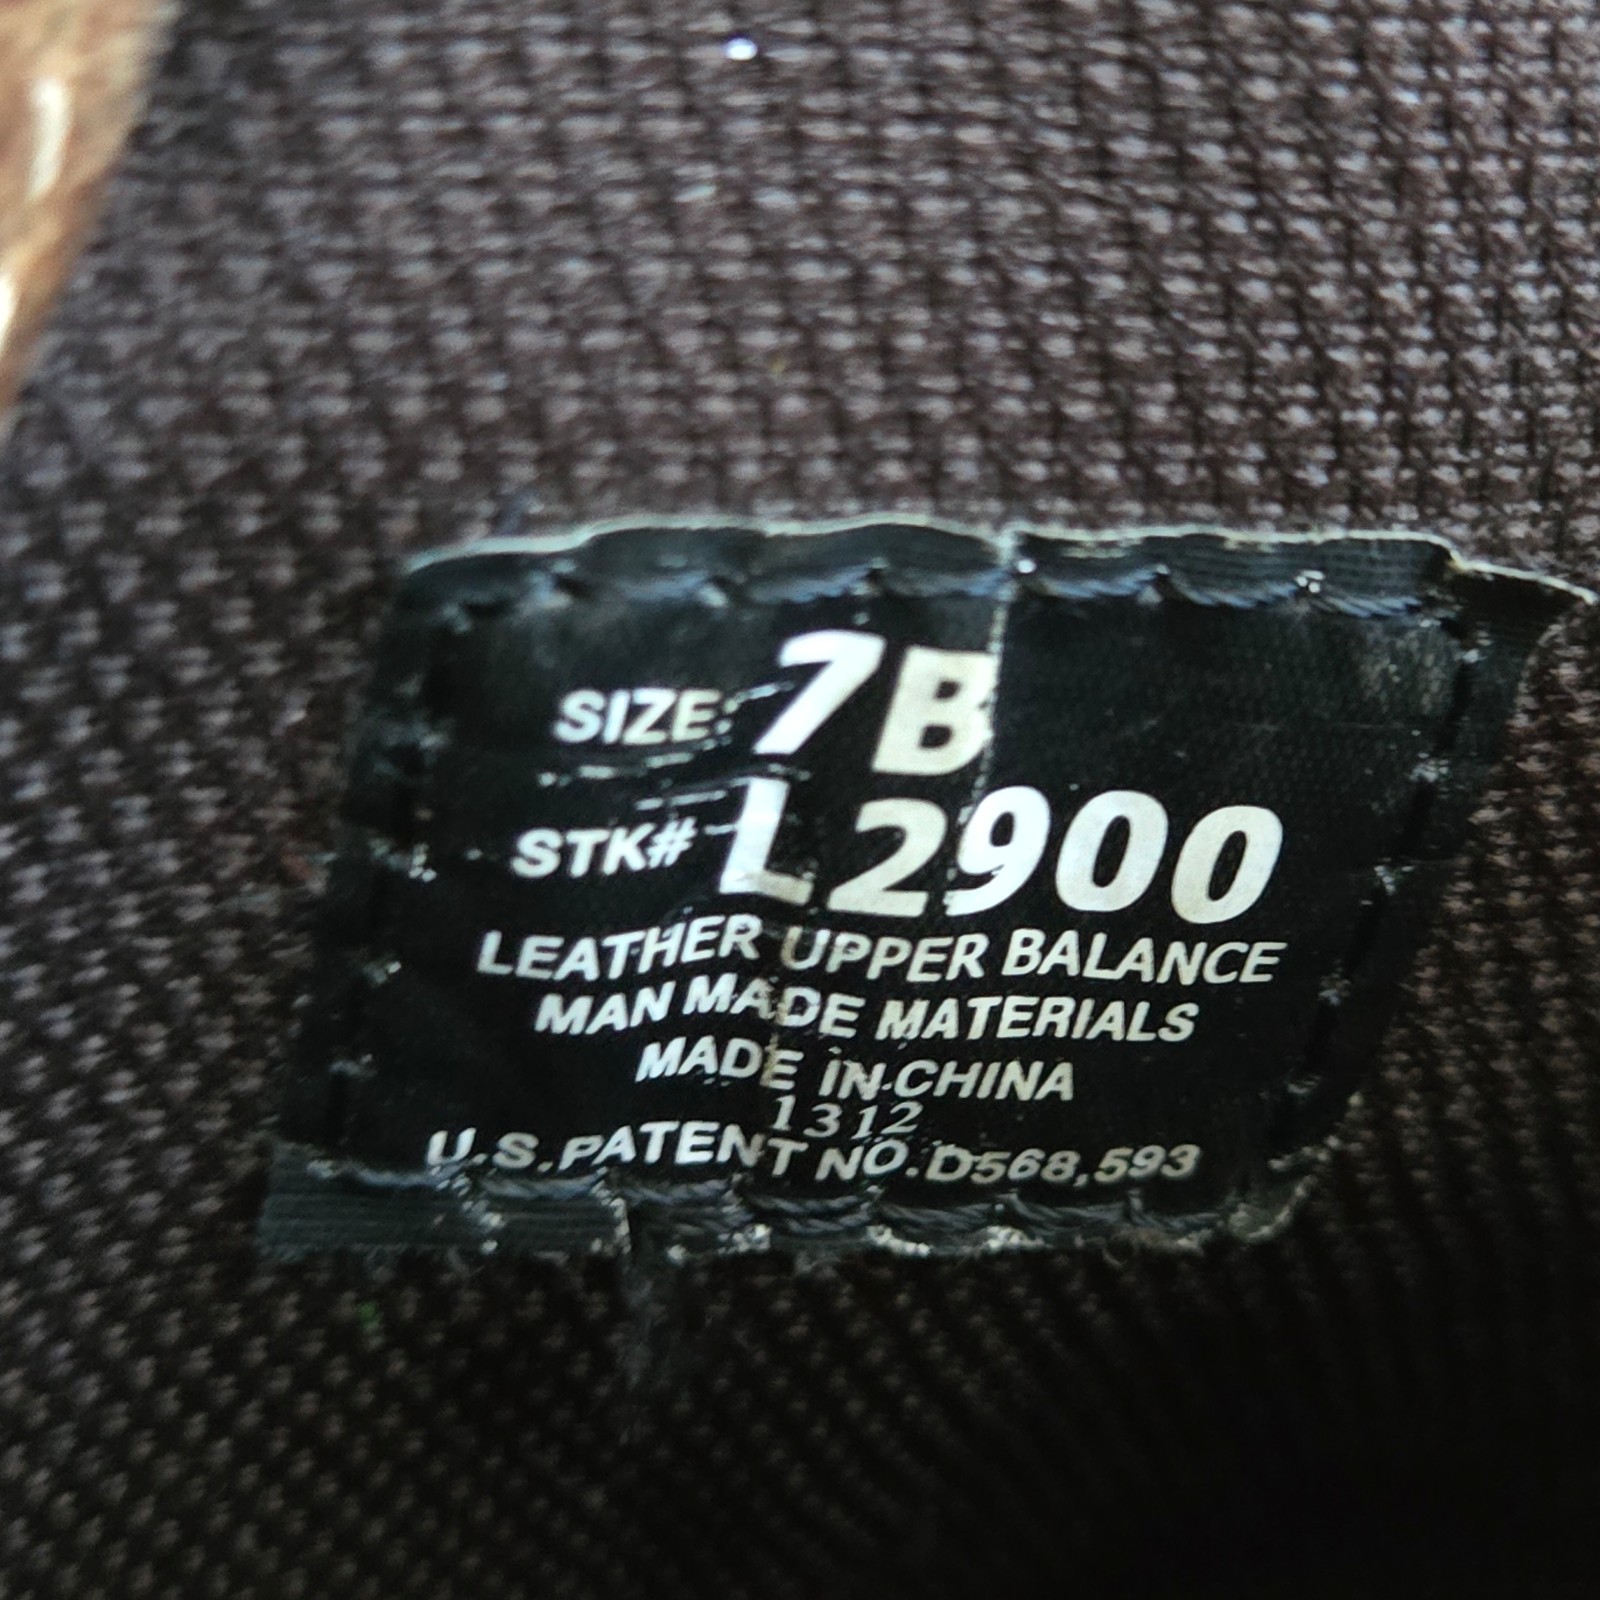 SIZE: 7B
STK# L2900
LEATHER UPPER BALANCE
MAN MADE MATERIALS
MADE IN CHINA
1312
U.S. PATENT NO. D568,593